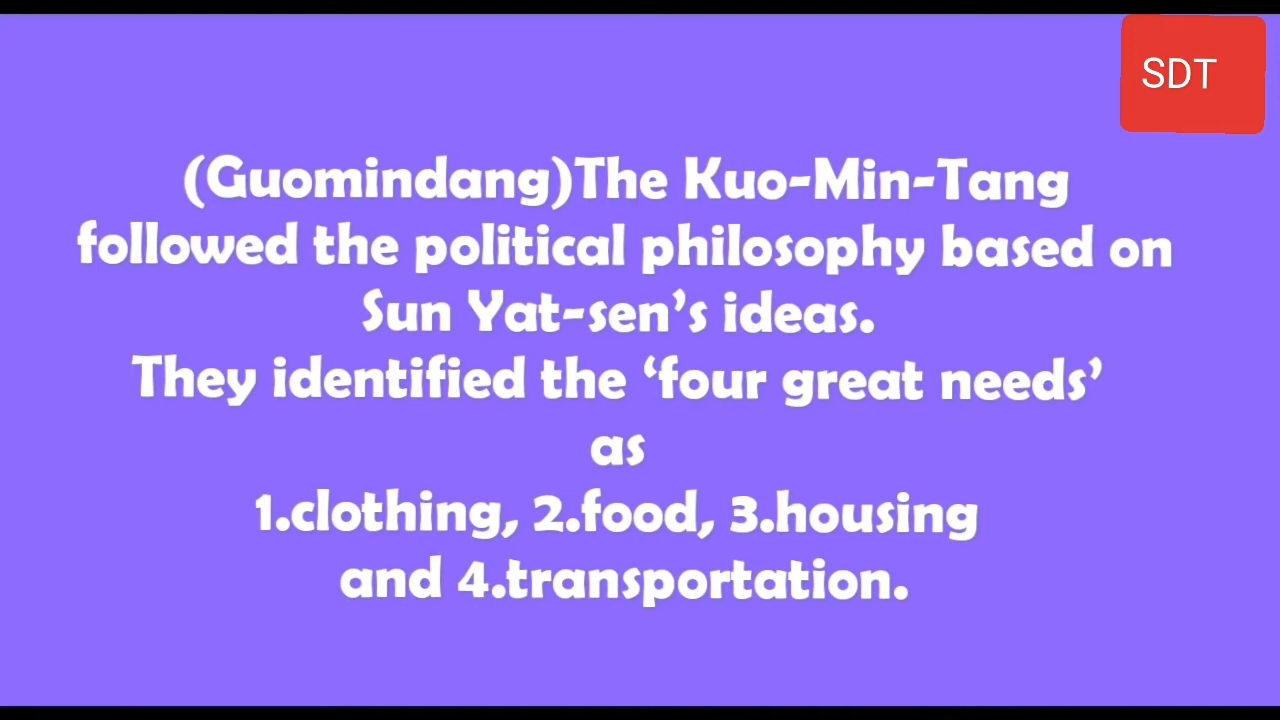 SDT
(Guomindang)The Kuo-Min-Tang
followed the political philosophy based on
Sun Yat-sen’s ideas.
They identified the ‘four great needs’
as
1.clothing, 2.food, 3.housing
and 4.transportation.